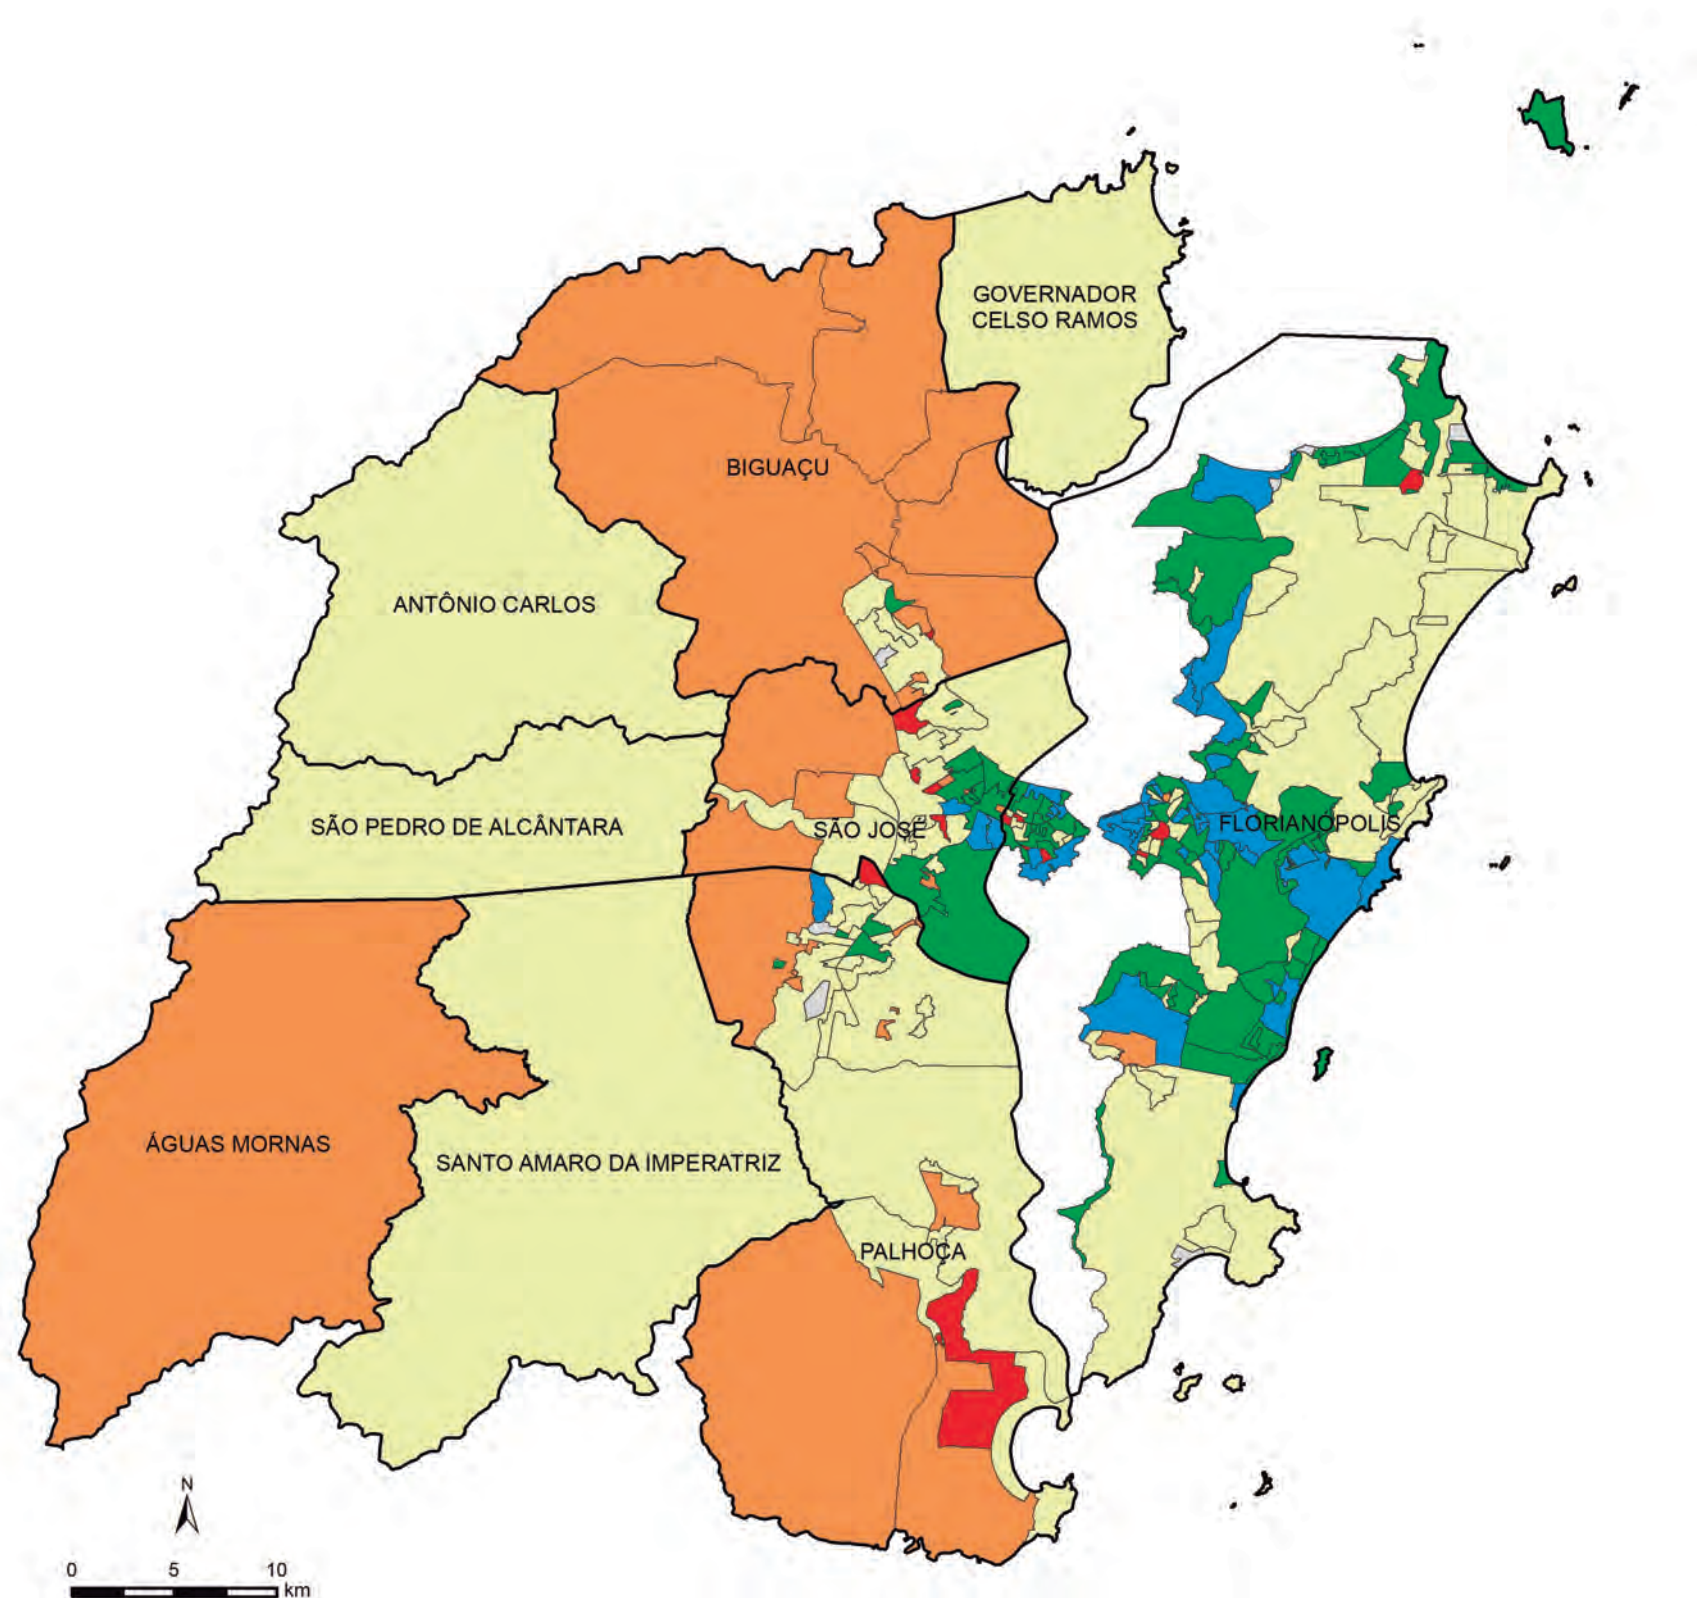 GOVERNADOR
CELSO RAMOS
BIGUAÇU
ANTÔNIO CARLOS
SÃO PEDRO DE ALCÂNTARA
SÃO JOSÉ
FLORIANÓPOLIS
ÁGUAS MORNAS
SANTO AMARO DA IMPERATRIZ
PALHOÇA
N
0 5 10
km